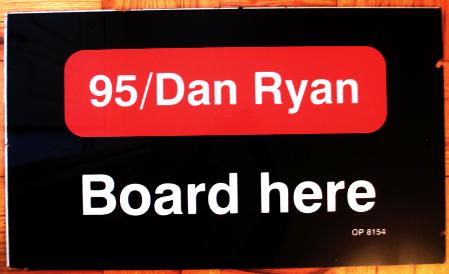 95/Dan Ryan
Board here
OP 8154